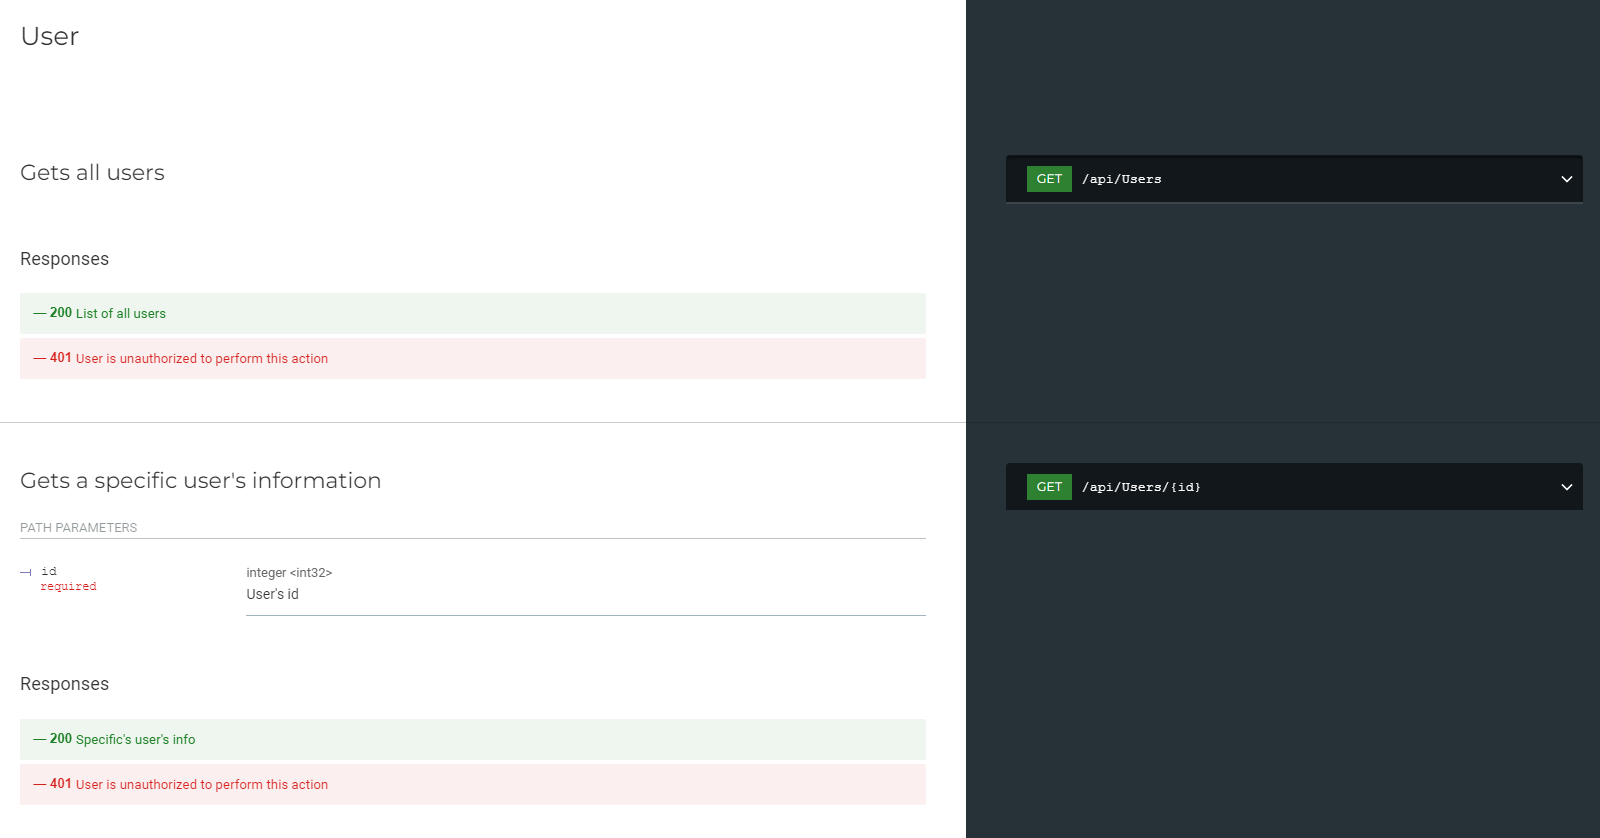 User
Gets all users
GET /api/Users
Responses
— 200 List of all users
— 401 User is unauthorized to perform this action
Gets a specific user's information
GET /api/Users/{id}
PATH PARAMETERS
id
required
integer <int32>
User's id
Responses
— 200 Specific's user's info
— 401 User is unauthorized to perform this action